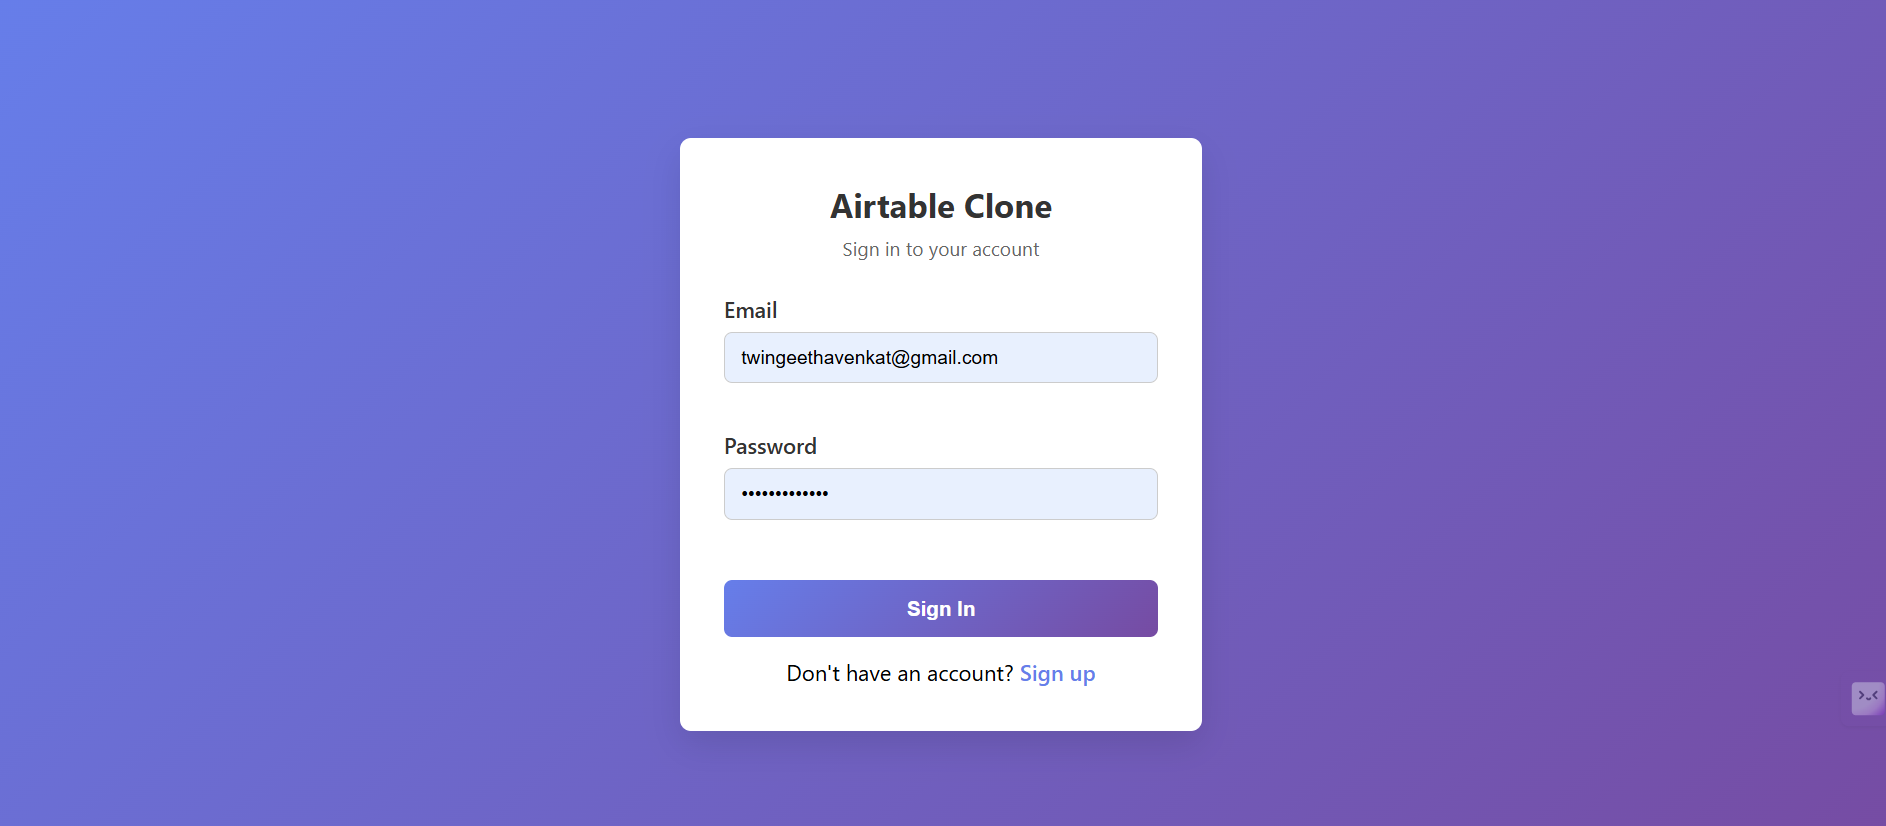 Airtable Clone
Sign in to your account
Email
twingeethavenkat@gmail.com
Password
•••••••••••••
Sign In
Don't have an account? Sign up